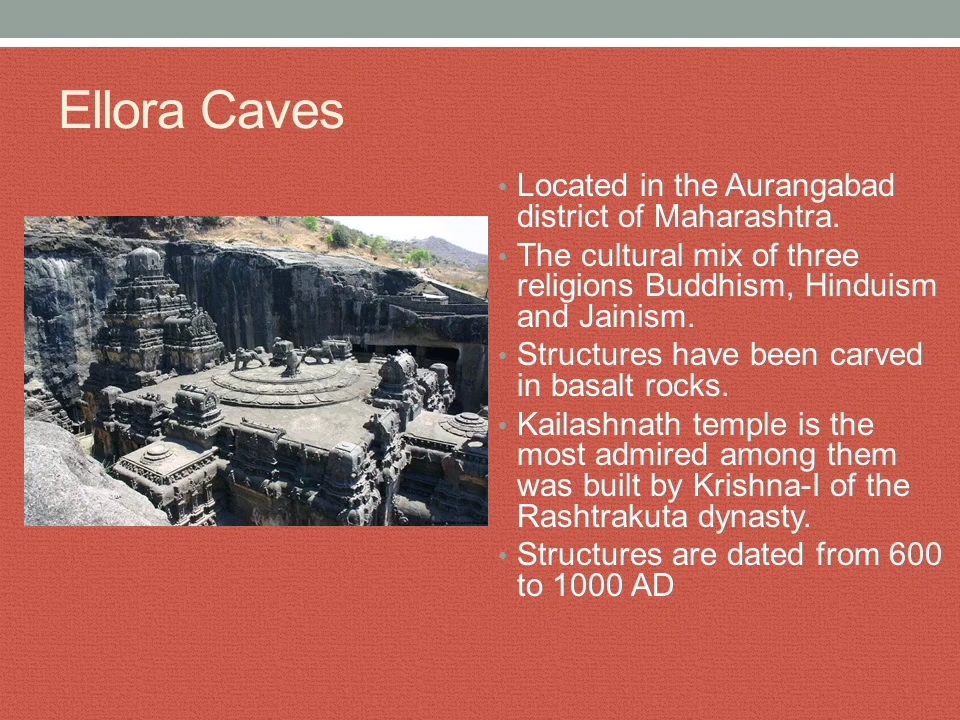 Ellora Caves
• Located in the Aurangabad
district of Maharashtra.
• The cultural mix of three
religions Buddhism, Hinduism
and Jainism.
• Structures have been carved
in basalt rocks.
• Kailashnath temple is the
most admired among them
was built by Krishna-I of the
Rashtrakuta dynasty.
• Structures are dated from 600
to 1000 AD